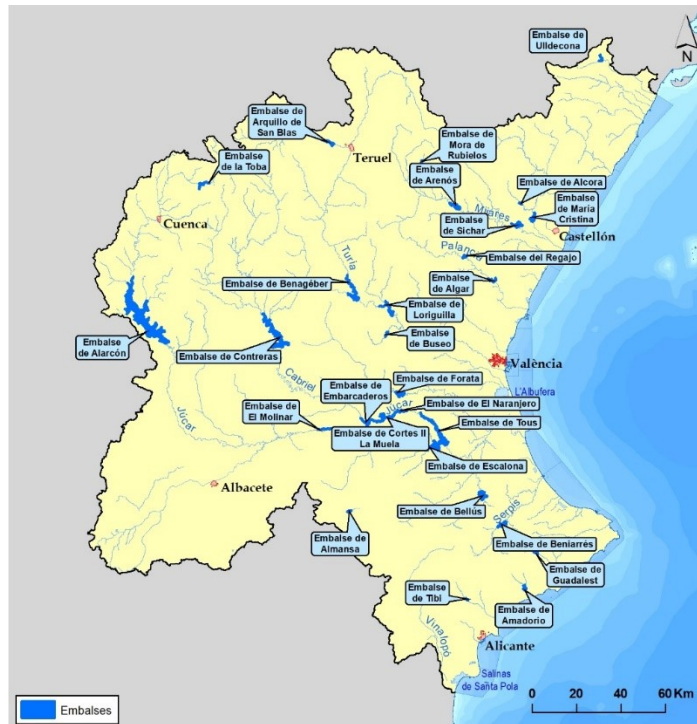 Embalse de
Ulldecona
N
Embalse de
Arquillo de
San Blas
Teruel
Embalse de
Mora de
Rubielos
Embalse
de la Toba
Embalse
de Arenós
Embalse de Alcora
Embalse
de María
Cristina
Cuenca
Mijares
Embalse
de Sichar
Castellón
Palancia
Embalse del Regajo
Turia
Embalse de Benagéber
Embalse
de Algar
Embalse de
Loriguilla
Embalse
de Alarcón
Embalse de Contreras
Embalse
de Buseo
València
Cabriel
Embalse de Forata
L'Albufera
Embalse de
Embarcaderos
Embalse de El Naranjero
Júcar
Embalse de
El Molinar
Júcar
Embalse de Tous
Embalse de Cortes II
La Muela
Embalse de Escalona
Albacete
Embalse de Bellús
Serpis
Embalse de
Almansa
Embalse de Beniarrés
Embalse de
Guadalest
Embalse
de Tibi
Embalse de
Amadorio
Vinalopó
Alicante
Salinas
de Santa Pola
0 20 40 60 Km
Embalses